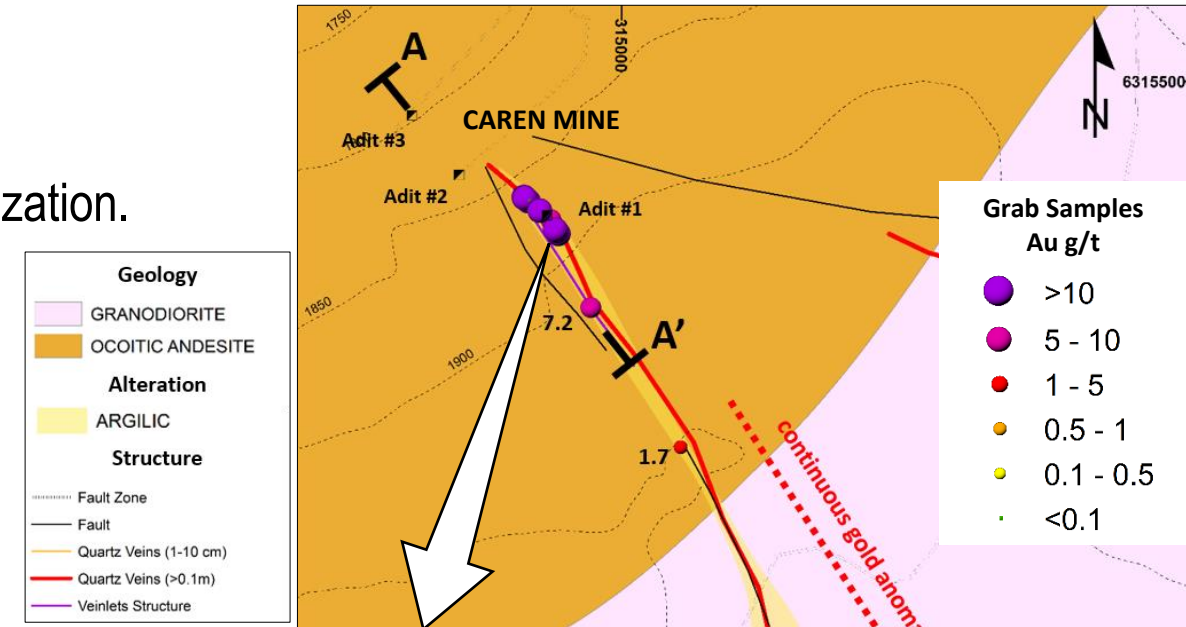 zation.
Geology
GRANODIORITE
OCOITIC ANDESITE
Alteration
ARGILIC
Structure
Fault Zone
Fault
Quartz Veins (1-10 cm)
Quartz Veins (>0.1m)
Veinlets Structure
1750
A
315000
N
6315500
CAREN MINE
Adit #3
Adit #2
Adit #1
1850
1900
7.2
A'
1.7
continuous gold anoma
Grab Samples
Au g/t
>10
5 - 10
1 - 5
0.5 - 1
0.1 - 0.5
<0.1